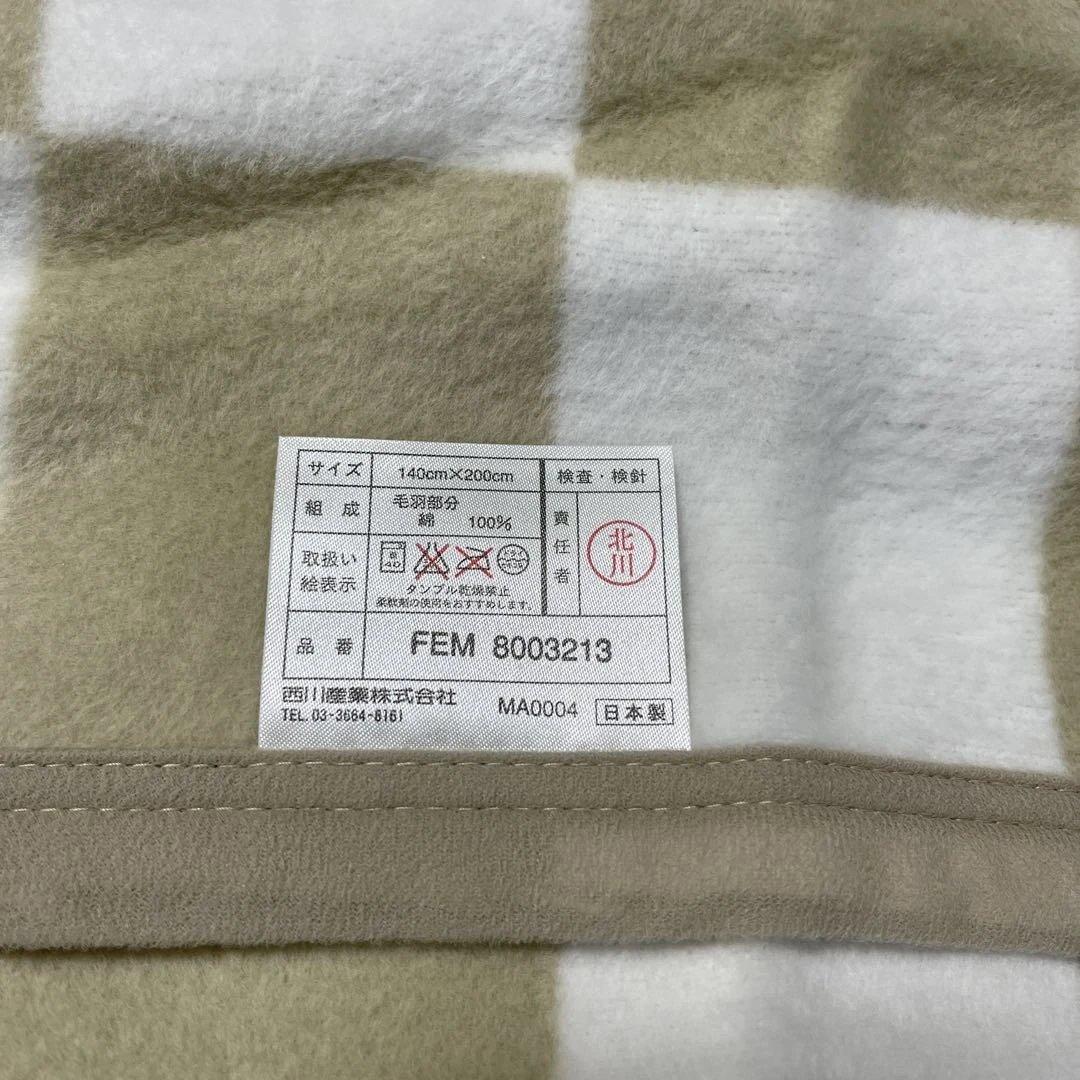 サイズ 140cm×200cm 検査・検針
組成 毛羽部分
綿 100%
責任者 北川
取扱い
絵表示
タンブル乾燥禁止
柔軟剤の使用をおすすめします。
品番 FEM 8003213
西川産業株式会社 MA0004 日本製
TEL. 03-3664-8161